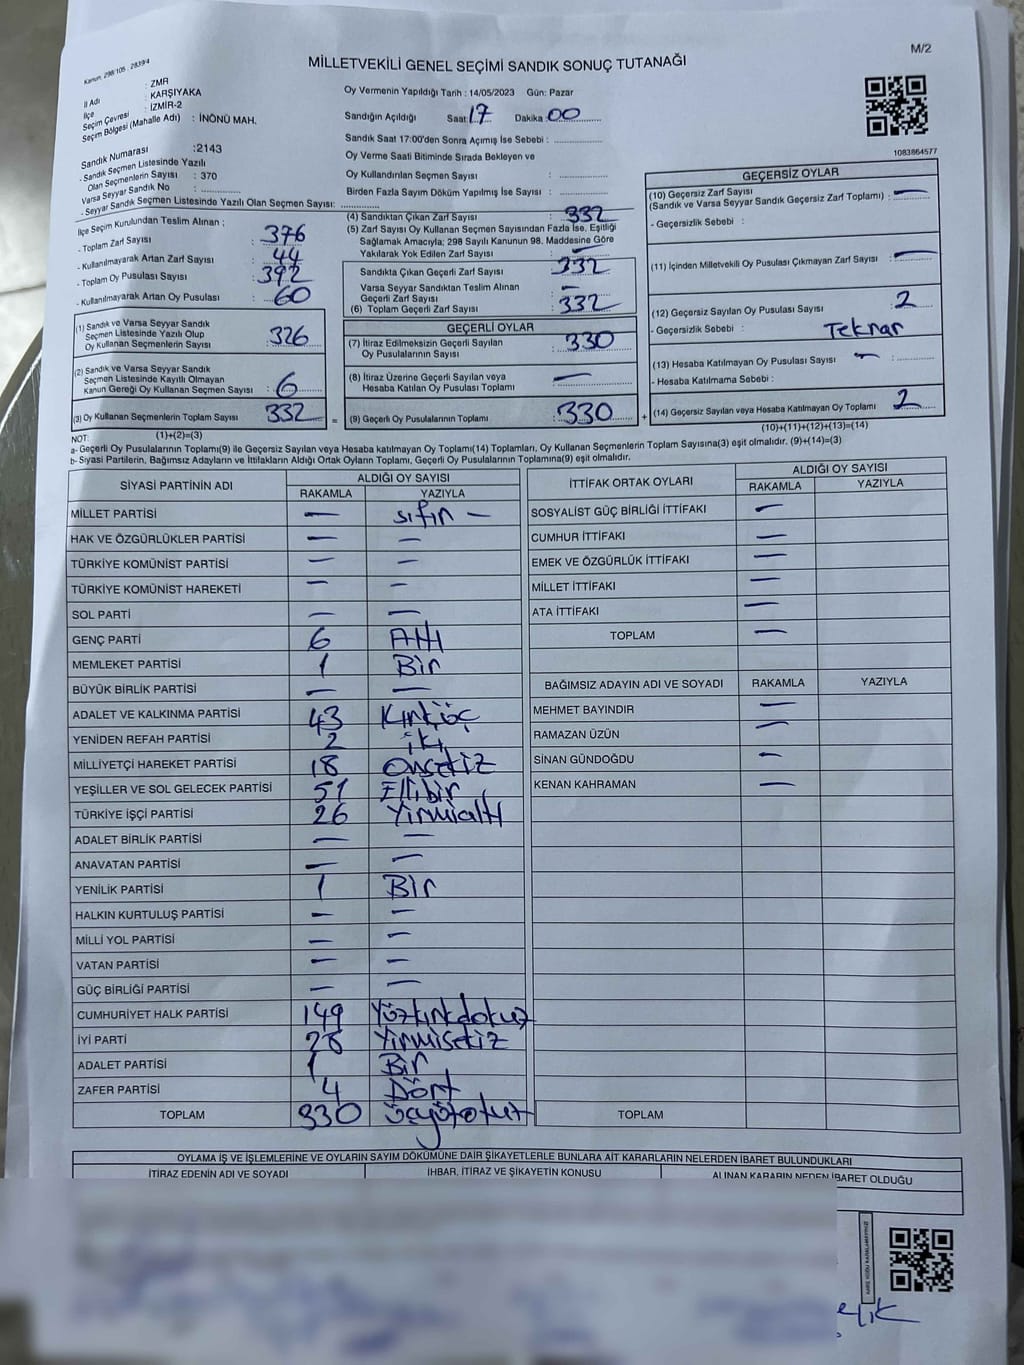 M/2
Kanun. 298/105 : 2839/4
MİLLETVEKİLİ GENEL SEÇİMİ SANDIK SONUÇ TUTANAĞI
İl Adı : ZMR
İlçe : KARŞIYAKA
Seçim Çevresi : İZMİR-2
Seçim Bölgesi (Mahalle Adı) : İNÖNÜ MAH.
Sandık Numarası : 2143
- Sandık Seçmen Listesinde Yazılı
Olan Seçmenlerin Sayısı : 370
Varsa Seyyar Sandık No :
- Seyyar Sandık Seçmen Listesinde Yazılı Olan Seçmen Sayısı:
Oy Vermenin Yapıldığı Tarih : 14/05/2023 Gün: Pazar
Sandığın Açıldığı Saat: 17 Dakika: 00
Sandık Saat 17:00'den Sonra Açımış İse Sebebi :
Oy Verme Saati Bitiminde Sırada Bekleyen ve
Oy Kullandırılan Seçmen Sayısı :
Birden Fazla Sayım Döküm Yapılmış İse Sayısı :
1083864577
İlçe Seçim Kurulundan Teslim Alınan ;
- Toplam Zarf Sayısı : 376
- Kullanılmayarak Artan Zarf Sayısı : 44
- Toplam Oy Pusulası Sayısı : 392
- Kullanılmayarak Artan Oy Pusulası : 60
(1) Sandık ve Varsa Seyyar Sandık
Seçmen Listesinde Yazılı Olup
Oy Kullanan Seçmenlerin Sayısı : 326
(2) Sandık ve Varsa Seyyar Sandık
Seçmen Listesinde Kayıtlı Olmayan
Kanun Gereği Oy Kullanan Seçmen Sayısı : 6
(3) Oy Kullanan Seçmenlerin Toplam Sayısı : 332 =
(1)+(2)=(3)
(4) Sandıktan Çıkan Zarf Sayısı : 332
(5) Zarf Sayısı Oy Kullanan Seçmen Sayısından Fazla İse, Eşitliği
Sağlamak Amacıyla; 298 Sayılı Kanunun 98. Maddesine Göre
Yakılarak Yok Edilen Zarf Sayısı : —
Sandıkta Çıkan Geçerli Zarf Sayısı : 332
Varsa Seyyar Sandıktan Teslim Alınan
Geçerli Zarf Sayısı : —
(6) Toplam Geçerli Zarf Sayısı : 332
GEÇERLİ OYLAR
(7) İtiraz Edilmeksizin Geçerli Sayılan
Oy Pusulalarının Sayısı : 330
(8) İtiraz Üzerine Geçerli Sayılan veya
Hesaba Katılan Oy Pusulası Toplamı : —
(9) Geçerli Oy Pusulalarının Toplamı : 330 +
GEÇERSİZ OYLAR
(10) Geçersiz Zarf Sayısı
(Sandık ve Varsa Seyyar Sandık Geçersiz Zarf Toplamı) : —
- Geçersizlik Sebebi :
(11) İçinden Milletvekili Oy Pusulası Çıkmayan Zarf Sayısı : —
(12) Geçersiz Sayılan Oy Pusulası Sayısı : 2
- Geçersizlik Sebebi : Teknar
(13) Hesaba Katılmayan Oy Pusulası Sayısı : —
- Hesaba Katılmama Sebebi :
(14) Geçersiz Sayılan veya Hesaba Katılmayan Oy Toplamı : 2
(10)+(11)+(12)+(13)=(14)
NOT:
a- Geçerli Oy Pusulalarının Toplamı(9) ile Geçersiz Sayılan veya Hesaba katılmayan Oy Toplamı(14) Toplamları, Oy Kullanan Seçmenlerin Toplam Sayısına(3) eşit olmalıdır. (9)+(14)=(3)
b- Siyasi Partilerin, Bağımsız Adayların ve İttifakların Aldığı Ortak Oyların Toplamı, Geçerli Oy Pusulalarının Toplamına(9) eşit olmalıdır.
SİYASİ PARTİNİN ADI ALDIĞI OY SAYISI
RAKAMLA YAZIYLA
MİLLET PARTİSİ — sıfır —
HAK VE ÖZGÜRLÜKLER PARTİSİ — —
TÜRKİYE KOMÜNİST PARTİSİ — —
TÜRKİYE KOMÜNİST HAREKETİ — —
SOL PARTİ — —
GENÇ PARTİ 6 Altı
MEMLEKET PARTİSİ 1 Bir
BÜYÜK BİRLİK PARTİSİ — —
ADALET VE KALKINMA PARTİSİ 43 Kırküç
YENİDEN REFAH PARTİSİ 2 iki
MİLLİYETÇİ HAREKET PARTİSİ 18 Onsekiz
YEŞİLLER VE SOL GELECEK PARTİSİ 51 Ellibir
TÜRKİYE İŞÇİ PARTİSİ 26 Yirmialtı
ADALET BİRLİK PARTİSİ — —
ANAVATAN PARTİSİ — —
YENİLİK PARTİSİ 1 Bir
HALKIN KURTULUŞ PARTİSİ — —
MİLLİ YOL PARTİSİ — —
VATAN PARTİSİ — —
GÜÇ BİRLİĞİ PARTİSİ — —
CUMHURİYET HALK PARTİSİ 149 Yüzkırkdokuz
İYİ PARTİ 28 Yirmisekiz
ADALET PARTİSİ 1 Bir
ZAFER PARTİSİ 4 Dört
TOPLAM 330 üçyüzotuz
İTTİFAK ORTAK OYLARI ALDIĞI OY SAYISI
RAKAMLA YAZIYLA
SOSYALİST GÜÇ BİRLİĞİ İTTİFAKI —
CUMHUR İTTİFAKI —
EMEK VE ÖZGÜRLÜK İTTİFAKI —
MİLLET İTTİFAKI —
ATA İTTİFAKI —
TOPLAM —
BAĞIMSIZ ADAYIN ADI VE SOYADI RAKAMLA YAZIYLA
MEHMET BAYINDIR —
RAMAZAN ÜZÜN —
SİNAN GÜNDOĞDU —
KENAN KAHRAMAN —
TOPLAM
OYLAMA İŞ VE İŞLEMLERİNE VE OYLARIN SAYIM DÖKÜMÜNE DAİR ŞİKAYETLERLE BUNLARA AİT KARARLARIN NELERDEN İBARET BULUNDUKLARI
İTİRAZ EDENİN ADI VE SOYADI İHBAR, İTİRAZ VE ŞİKAYETİN KONUSU ALINAN KARARIN NEDEN İBARET OLDUĞU